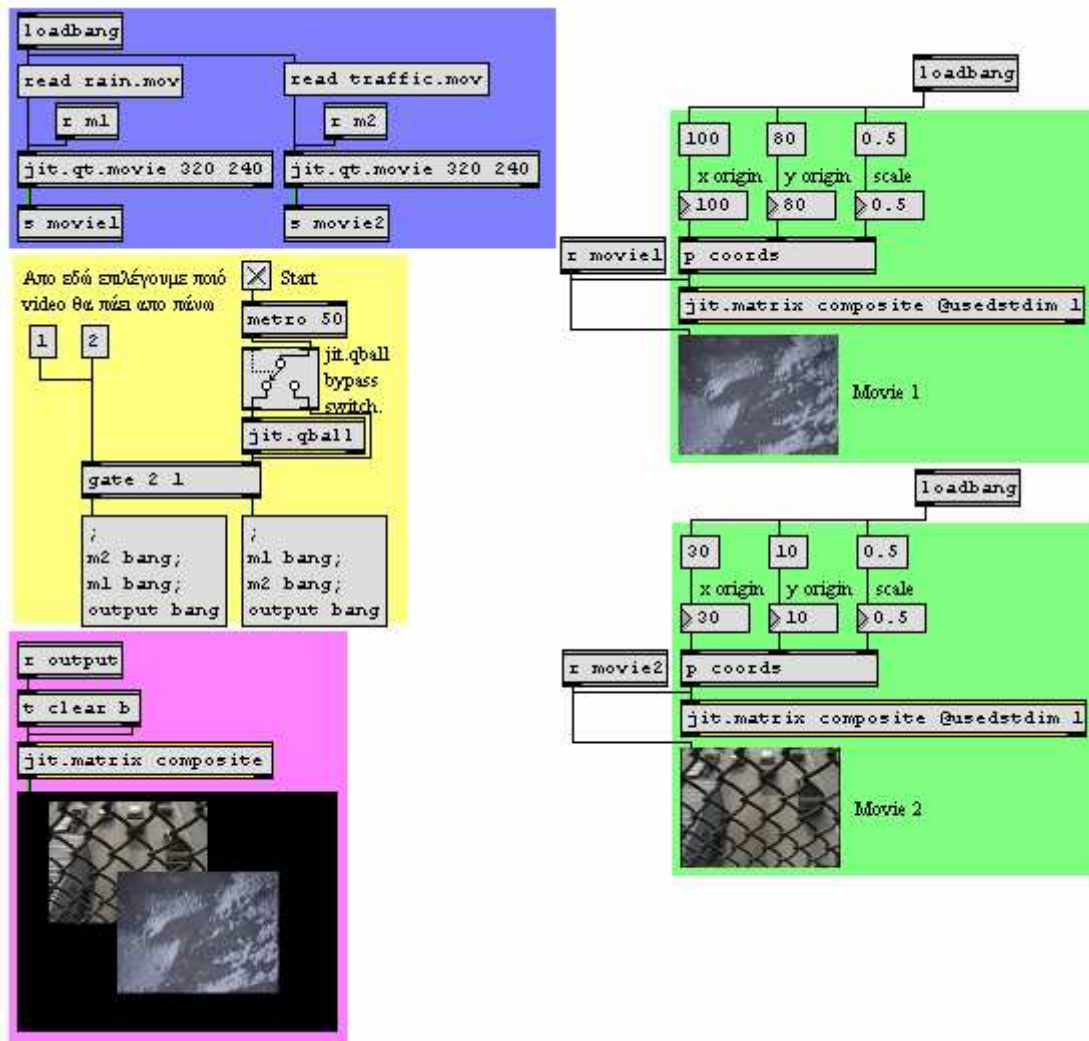 loadbang
read rain.mov
read traffic.mov
r m1
r m2
jit.qt.movie 320 240
jit.qt.movie 320 240
s movie1
s movie2
Απο εδώ επιλέγουμε ποιό
video θα πάει απο πάνω
Start
1
2
metro 50
jit.qball
bypass
switch.
jit.qball
gate 2 1
;
m2 bang;
m1 bang;
output bang
;
m1 bang;
m2 bang;
output bang
r output
t clear b
jit.matrix composite
loadbang
100
80
0.5
x origin
y origin
scale
100
80
0.5
r movie1
p coords
jit.matrix composite @usedstdim 1
Movie 1
loadbang
30
10
0.5
x origin
y origin
scale
30
10
0.5
r movie2
p coords
jit.matrix composite @usedstdim 1
Movie 2